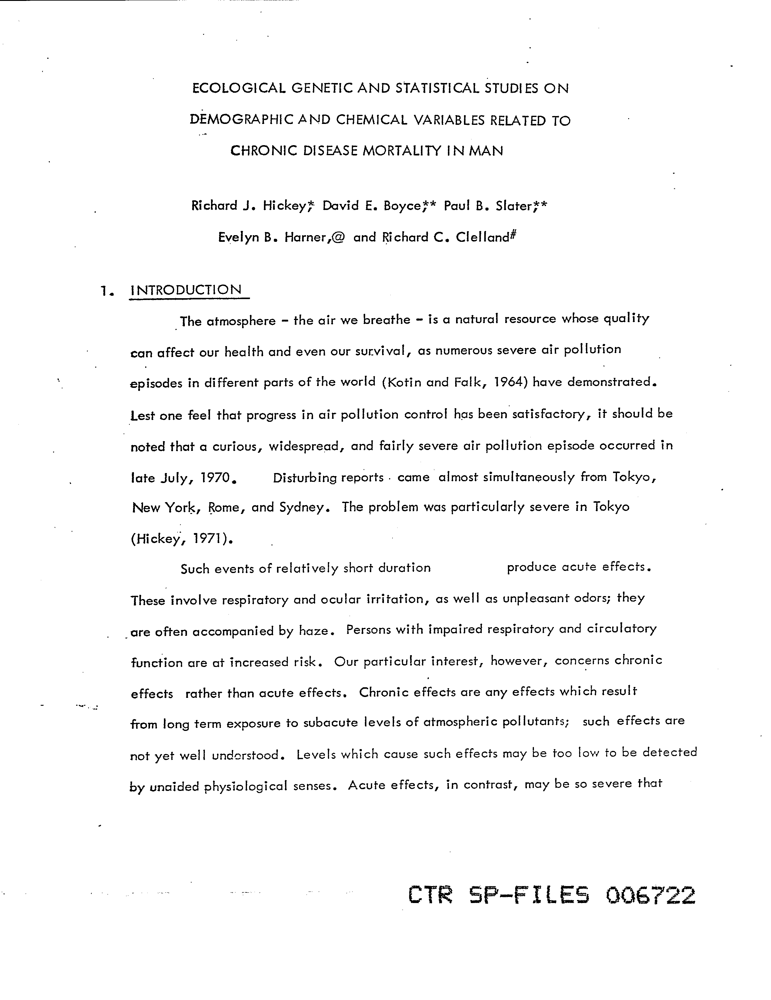 ECOLOGICAL GENETIC AND STATISTICAL STUDIES ON
DEMOGRAPHIC AND CHEMICAL VARIABLES RELATED TO
CHRONIC DISEASE MORTALITY IN MAN
Richard J. Hickey,* David E. Boyce,** Paul B. Slater,**
Evelyn B. Harner,@ and Richard C. Clelland#
1. INTRODUCTION
The atmosphere - the air we breathe - is a natural resource whose quality
can affect our health and even our survival, as numerous severe air pollution
episodes in different parts of the world (Kotin and Falk, 1964) have demonstrated.
Lest one feel that progress in air pollution control has been satisfactory, it should be
noted that a curious, widespread, and fairly severe air pollution episode occurred in
late July, 1970. Disturbing reports came almost simultaneously from Tokyo,
New York, Rome, and Sydney. The problem was particularly severe in Tokyo
(Hickey, 1971).
Such events of relatively short duration produce acute effects.
These involve respiratory and ocular irritation, as well as unpleasant odors; they
are often accompanied by haze. Persons with impaired respiratory and circulatory
function are at increased risk. Our particular interest, however, concerns chronic
effects rather than acute effects. Chronic effects are any effects which result
from long term exposure to subacute levels of atmospheric pollutants; such effects are
not yet well understood. Levels which cause such effects may be too low to be detected
by unaided physiological senses. Acute effects, in contrast, may be so severe that
CTR SP-FILES 006722